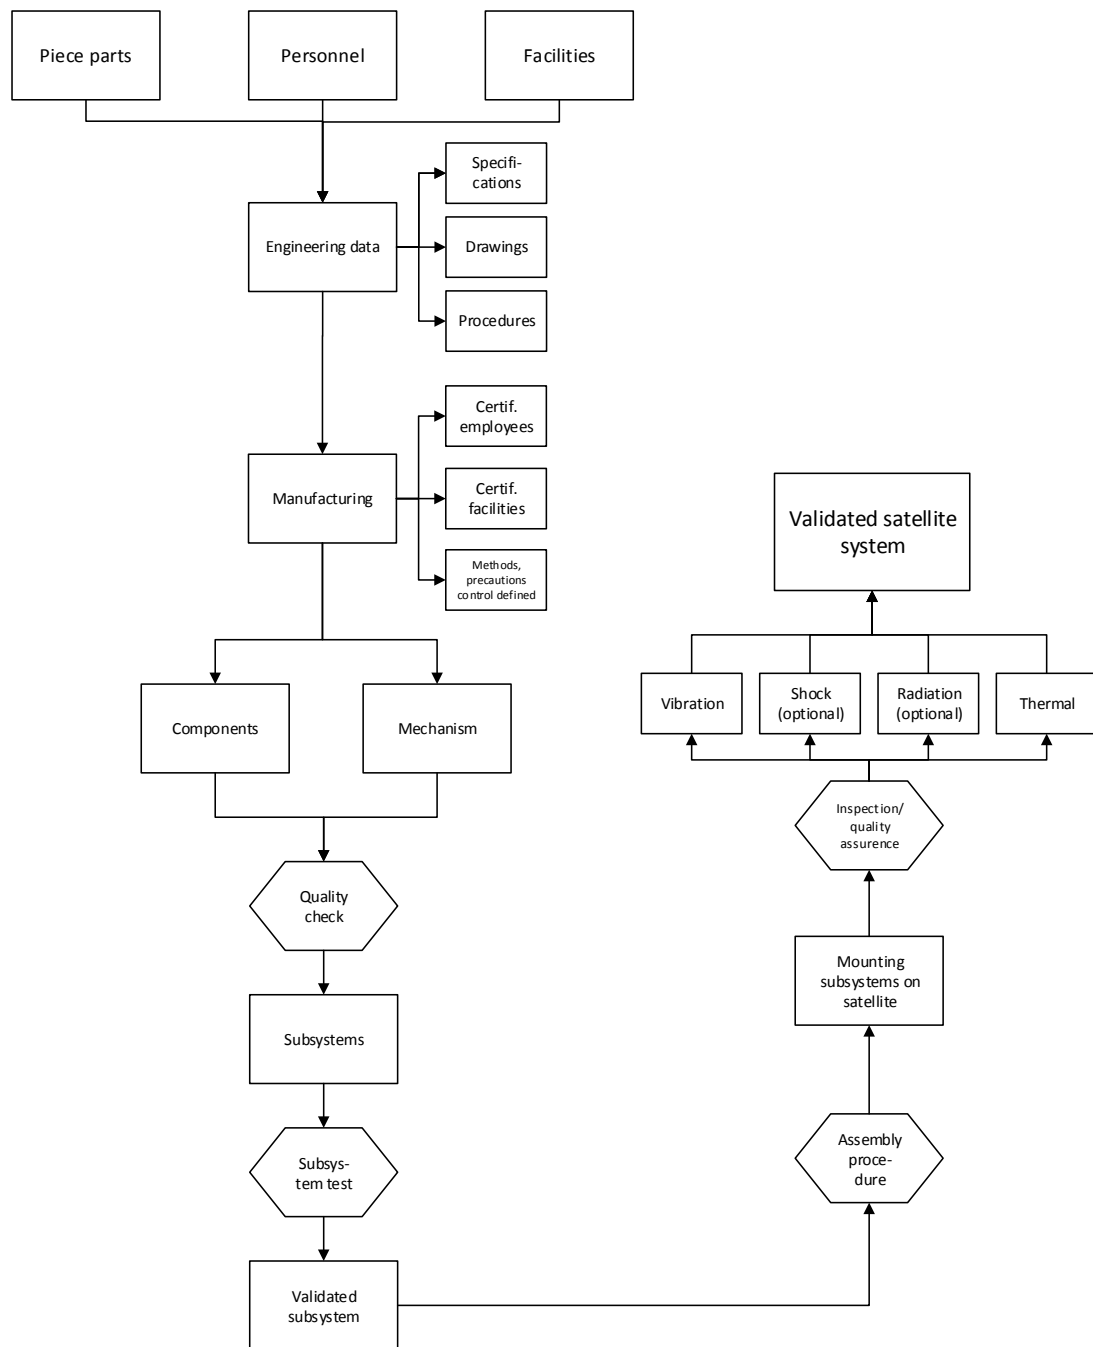 Piece parts
Personnel
Facilities
Specifi-
cations
Engineering data
Drawings
Procedures
Certif.
employees
Manufacturing
Certif.
facilities
Methods,
precautions
control defined
Components
Mechanism
Quality
check
Subsystems
Subsys-
tem test
Validated
subsystem
Validated satellite
system
Vibration
Shock
(optional)
Radiation
(optional)
Thermal
Inspection/
quality
assurence
Mounting
subsystems on
satellite
Assembly
proce-
dure